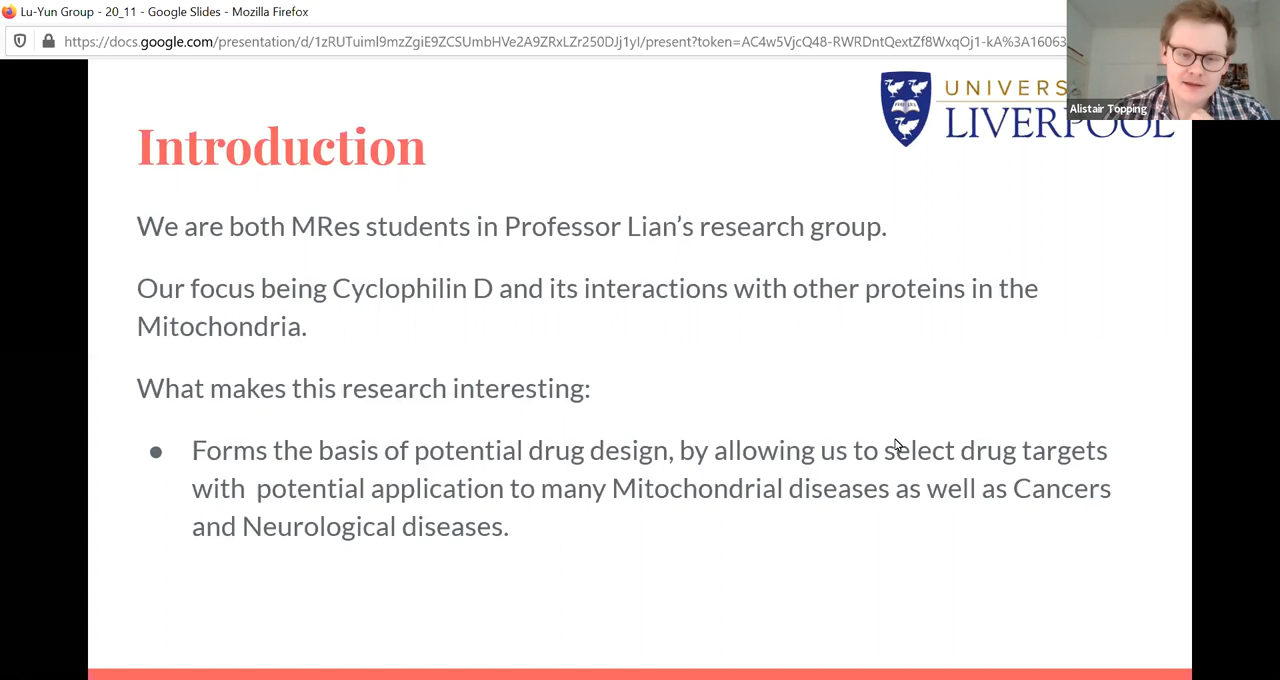 Lu-Yun Group - 20_11 - Google Slides - Mozilla Firefox
https://docs.google.com/presentation/d/1zRUTuiml9mzZgiE9ZCSUmbHVe2A9ZRxLZr250DJj1yI/present?token=AC4w5VjcQ48-RWRDntQextZf8WxqOj1-kA%3A16063
Alistair Topping
UNIVERS
LIVERPOOL
Introduction
We are both MRes students in Professor Lian’s research group.
Our focus being Cyclophilin D and its interactions with other proteins in the
Mitochondria.
What makes this research interesting:
● Forms the basis of potential drug design, by allowing us to select drug targets
with potential application to many Mitochondrial diseases as well as Cancers
and Neurological diseases.